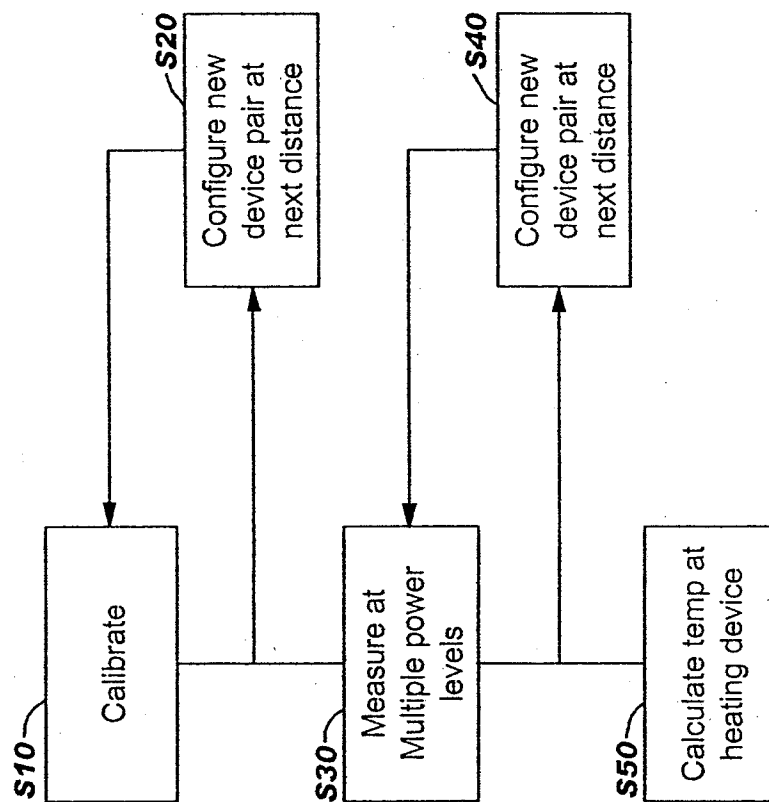 S10
Calibrate
S20
Configure new
device pair at
next distance
S30
Measure at
Multiple power
levels
S40
Configure new
device pair at
next distance
S50
Calculate temp at
heating device